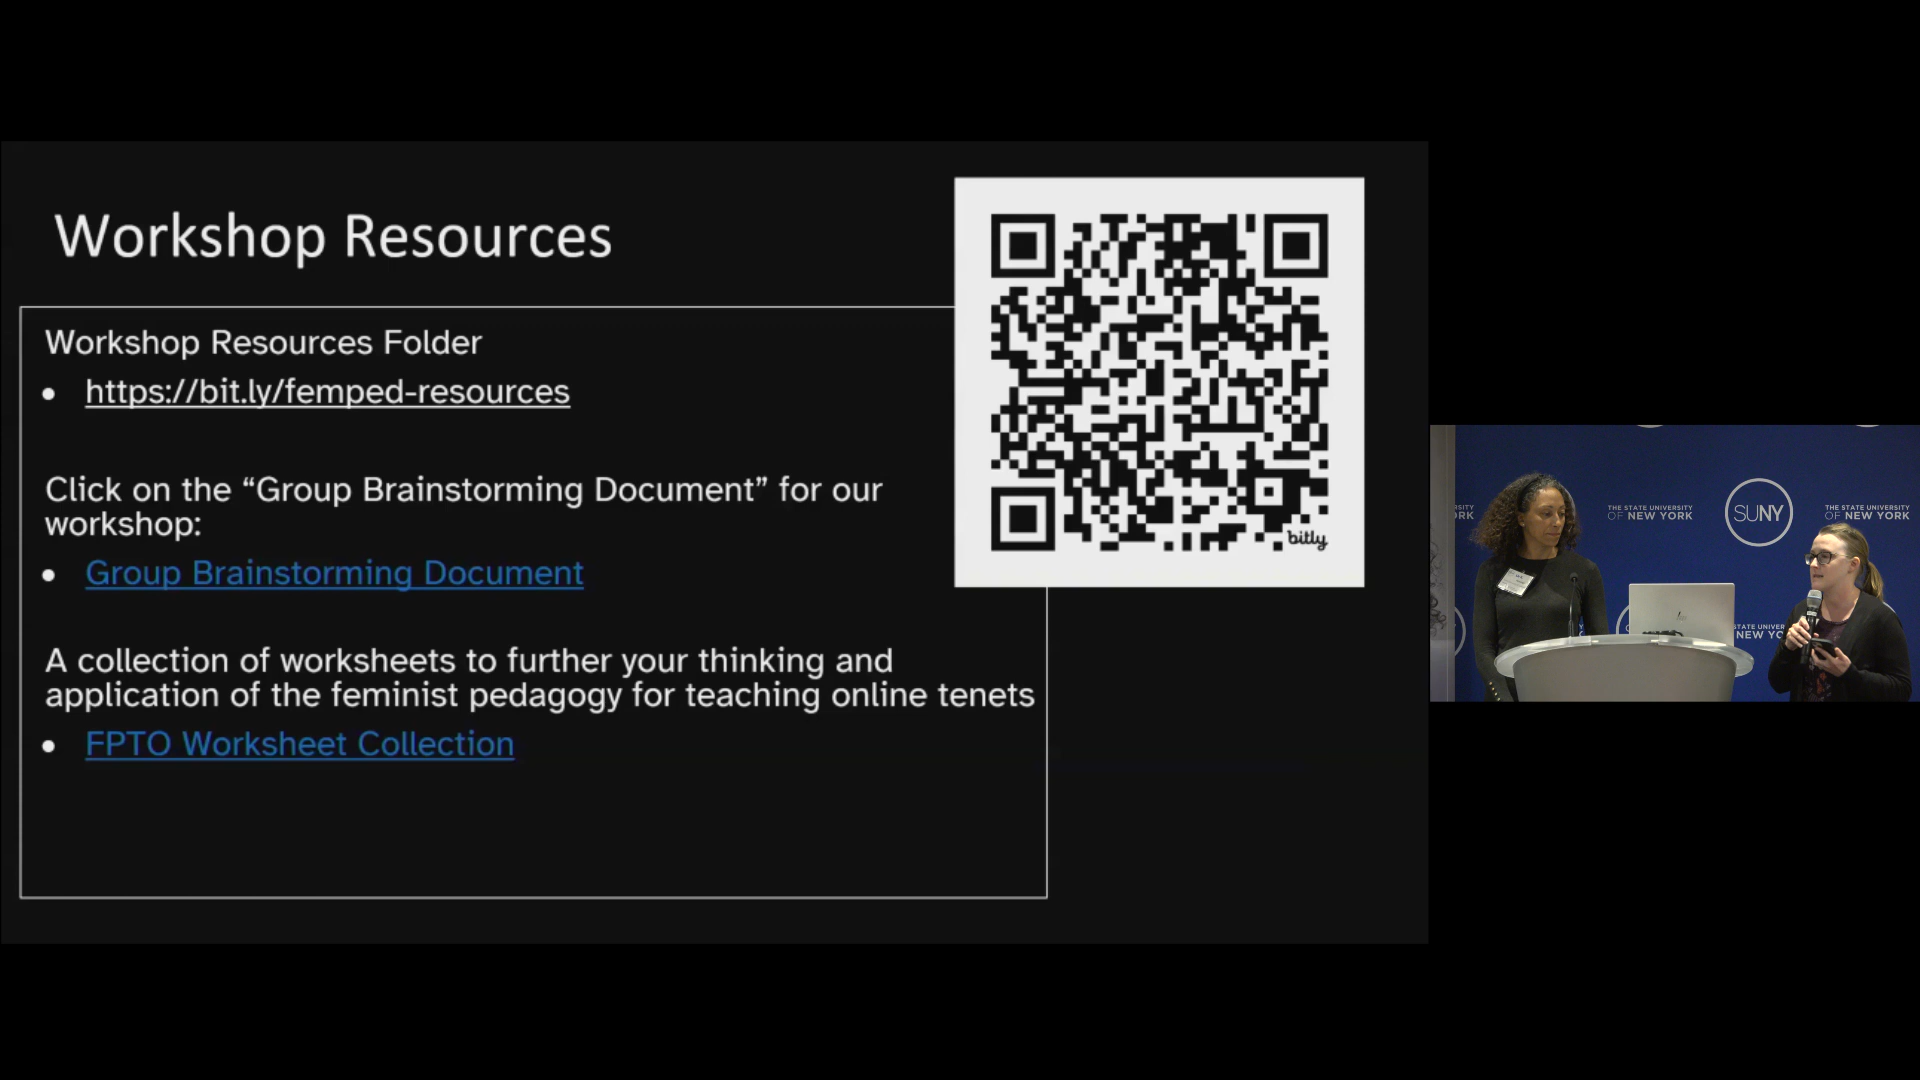 Workshop Resources
Workshop Resources Folder
• https://bit.ly/femped-resources
Click on the “Group Brainstorming Document” for our
workshop:
• Group Brainstorming Document
A collection of worksheets to further your thinking and
application of the feminist pedagogy for teaching online tenets
• FPTO Worksheet Collection
bitly
THE STATE UNIVERSITY
OF NEW YORK
SUNY
THE STATE UNIVERSITY
OF NEW YORK